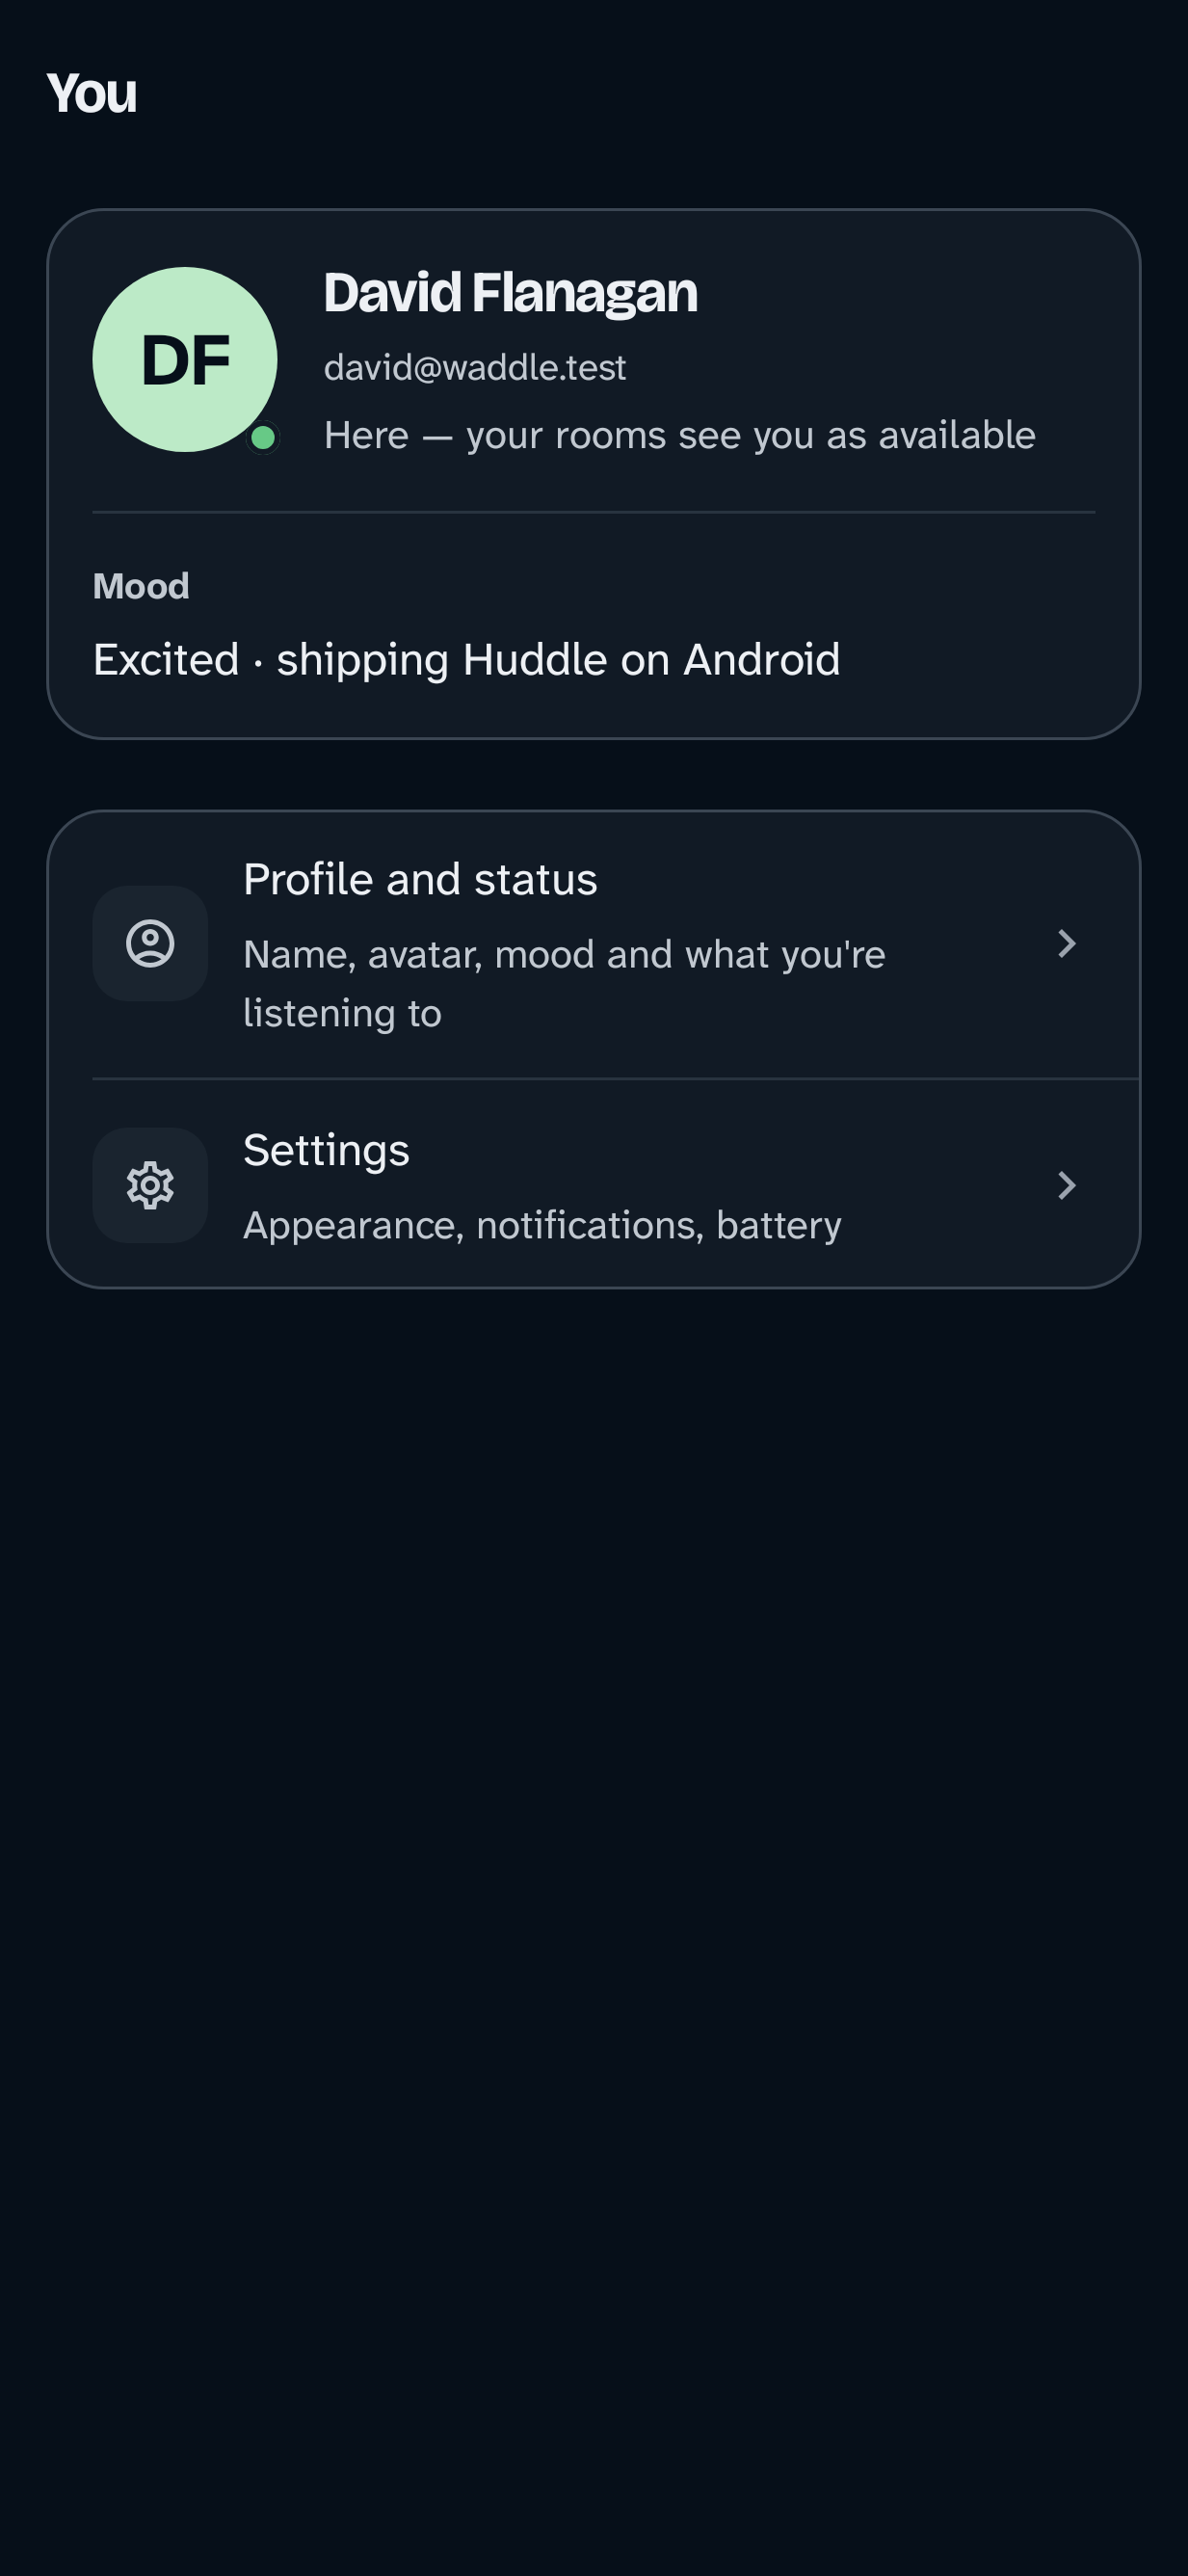 You
DF
David Flanagan
david@waddle.test
Here — your rooms see you as available
Mood
Excited · shipping Huddle on Android
Profile and status
Name, avatar, mood and what you're
listening to
Settings
Appearance, notifications, battery